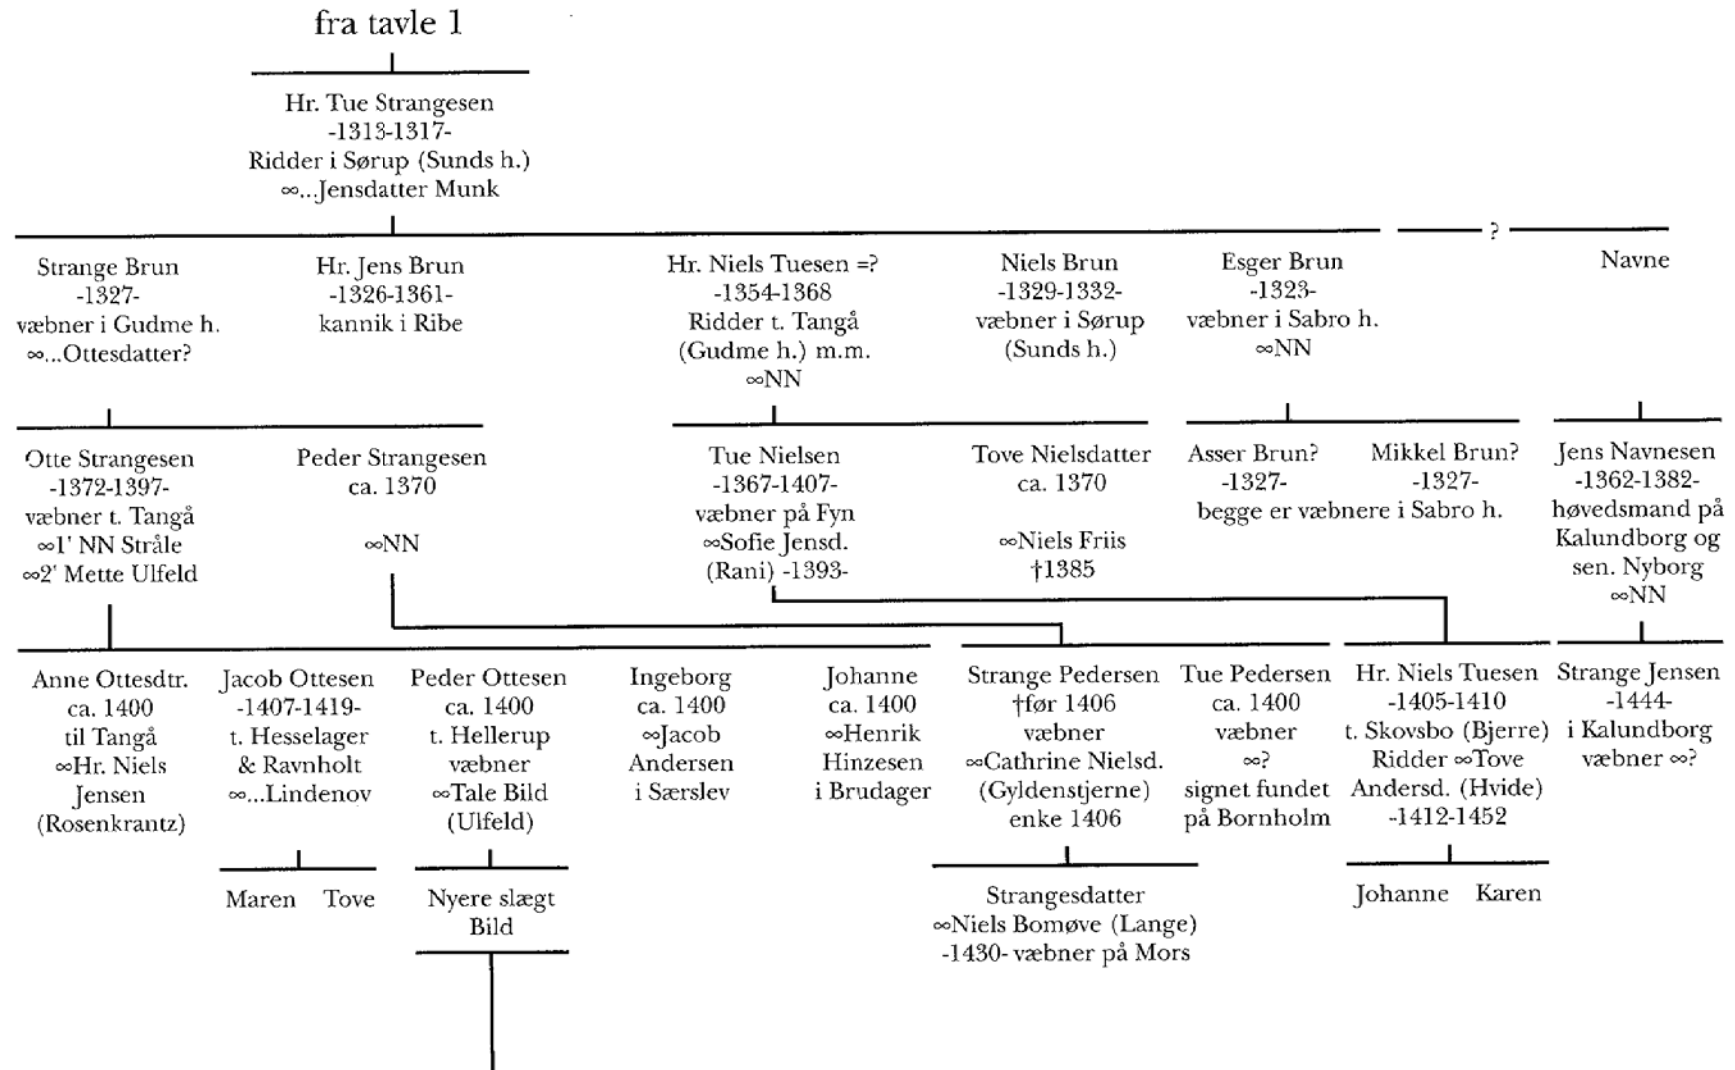 fra tavle 1
Hr. Tue Strangesen
-1313-1317-
Ridder i Sørup (Sunds h.)
∞...Jensdatter Munk
?
Strange Brun
-1327-
væbner i Gudme h.
∞...Ottesdatter?
Hr. Jens Brun
-1326-1361-
kannik i Ribe
Hr. Niels Tuesen =?
-1354-1368
Ridder t. Tangå
(Gudme h.) m.m.
∞NN
Niels Brun
-1329-1332-
væbner i Sørup
(Sunds h.)
Esger Brun
-1323-
væbner i Sabro h.
∞NN
Navne
Otte Strangesen
-1372-1397-
væbner t. Tangå
∞1' NN Stråle
∞2' Mette Ulfeld
Peder Strangesen
ca. 1370
∞NN
Tue Nielsen
-1367-1407-
væbner på Fyn
∞Sofie Jensd.
(Rani) -1393-
Tove Nielsdatter
ca. 1370
∞Niels Friis
†1385
Asser Brun?
-1327-
Mikkel Brun?
-1327-
begge er væbnere i Sabro h.
Jens Navnesen
-1362-1382-
høvedsmand på
Kalundborg og
sen. Nyborg
∞NN
Anne Ottesdtr.
ca. 1400
til Tangå
∞Hr. Niels
Jensen
(Rosenkrantz)
Jacob Ottesen
-1407-1419-
t. Hesselager
& Ravnholt
∞...Lindenov
Peder Ottesen
ca. 1400
t. Hellerup
væbner
∞Tale Bild
(Ulfeld)
Ingeborg
ca. 1400
∞Jacob
Andersen
i Særslev
Johanne
ca. 1400
∞Henrik
Hinzesen
i Brudager
Strange Pedersen
†før 1406
væbner
∞Cathrine Nielsd.
(Gyldenstjerne)
enke 1406
Tue Pedersen
ca. 1400
væbner
∞?
signet fundet
på Bornholm
Hr. Niels Tuesen
-1405-1410
t. Skovsbo (Bjerre)
Ridder ∞Tove
Andersd. (Hvide)
-1412-1452
Strange Jensen
-1444-
i Kalundborg
væbner ∞?
Maren Tove
Nyere slægt
Bild
Strangesdatter
∞Niels Bomøve (Lange)
-1430- væbner på Mors
Johanne Karen